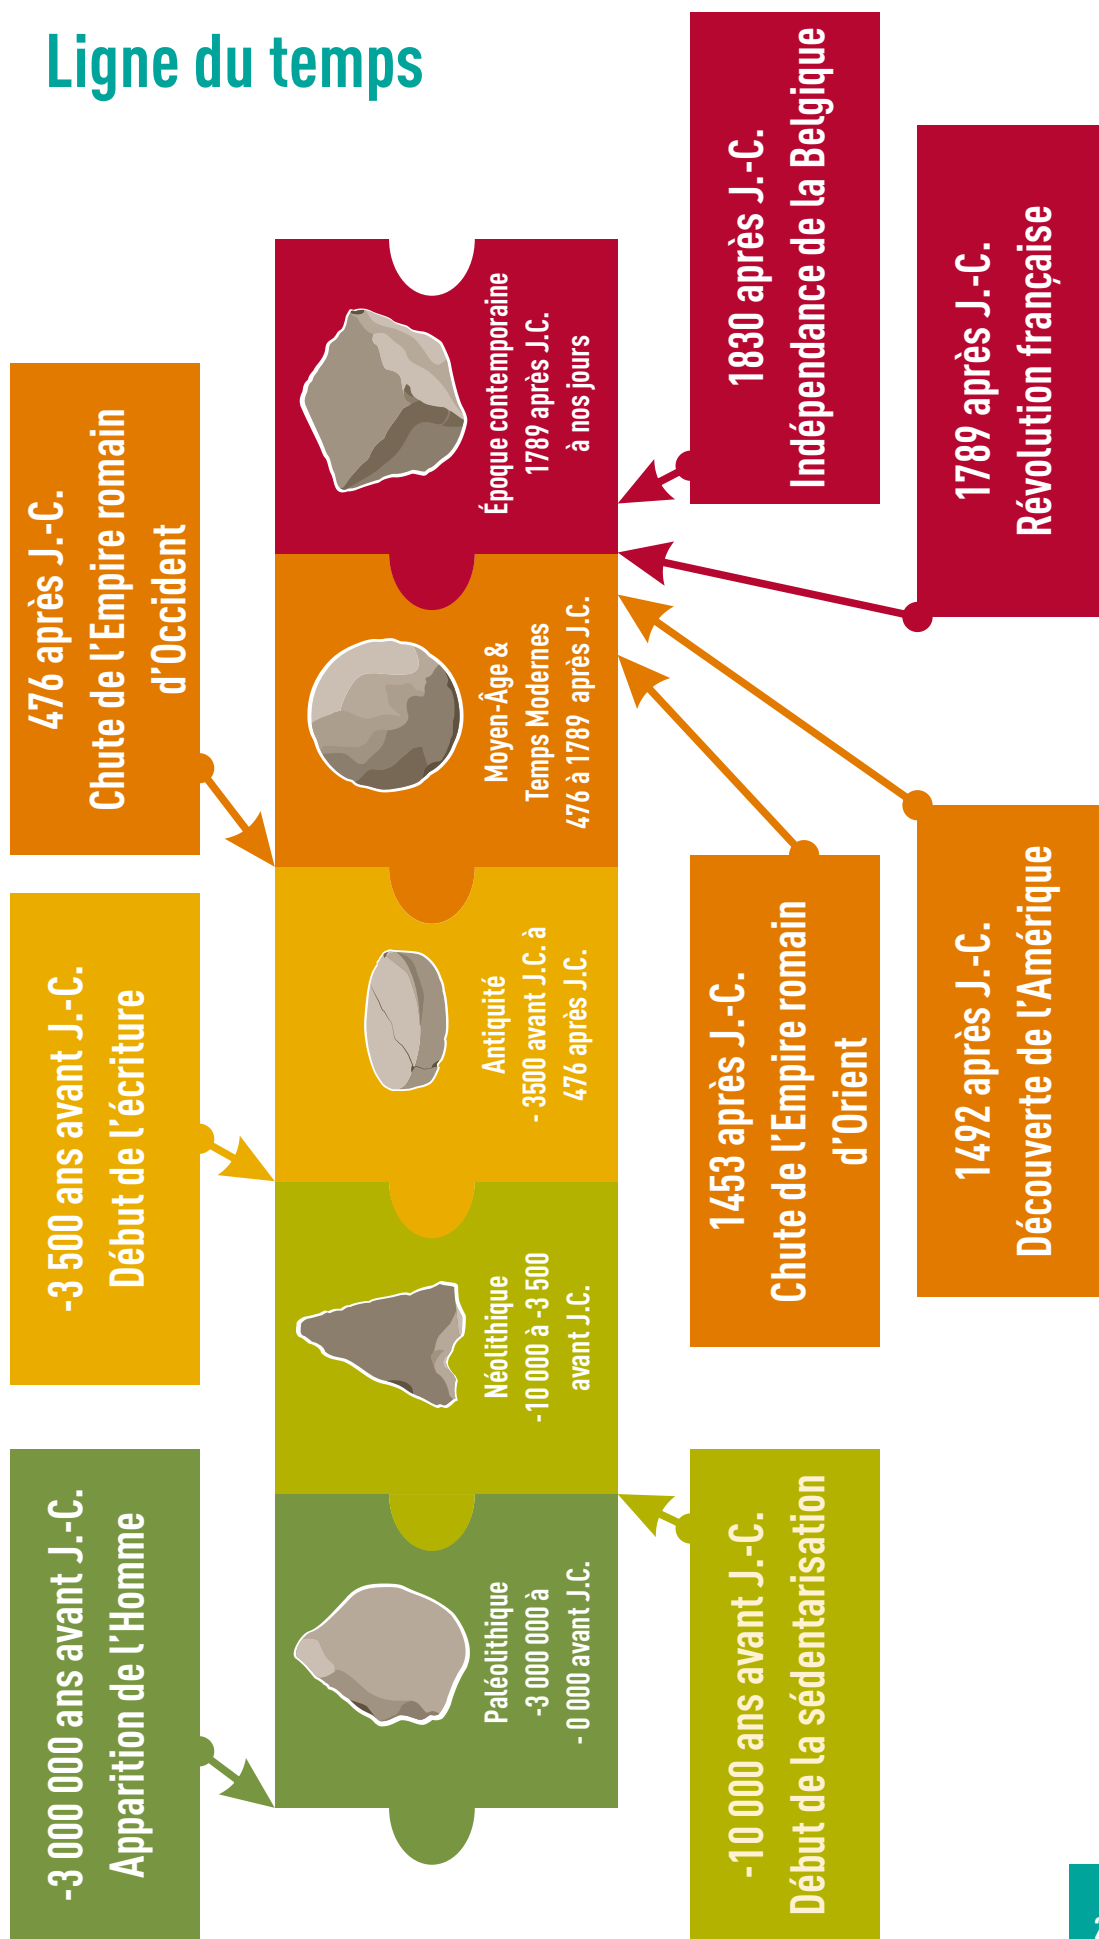 Ligne du temps
-3 000 000 ans avant J.-C.
Apparition de l'Homme
-3 500 ans avant J.-C.
Début de l'écriture
476 après J.-C.
Chute de l'Empire romain
d'Occident
Paléolithique
-3 000 000 à
- 0 000 avant J.C.
Néolithique
-10 000 à -3 500
avant J.C.
Antiquité
- 3500 avant J.C. à
476 après J.C.
Moyen-Âge &
Temps Modernes
476 à 1789 après J.C.
Époque contemporaine
1789 après J.C.
à nos jours
-10 000 ans avant J.-C.
Début de la sédentarisation
1453 après J.-C.
Chute de l'Empire romain
d'Orient
1830 après J.-C.
Indépendance de la Belgique
1492 après J.-C.
Découverte de l'Amérique
1789 après J.-C.
Révolution française